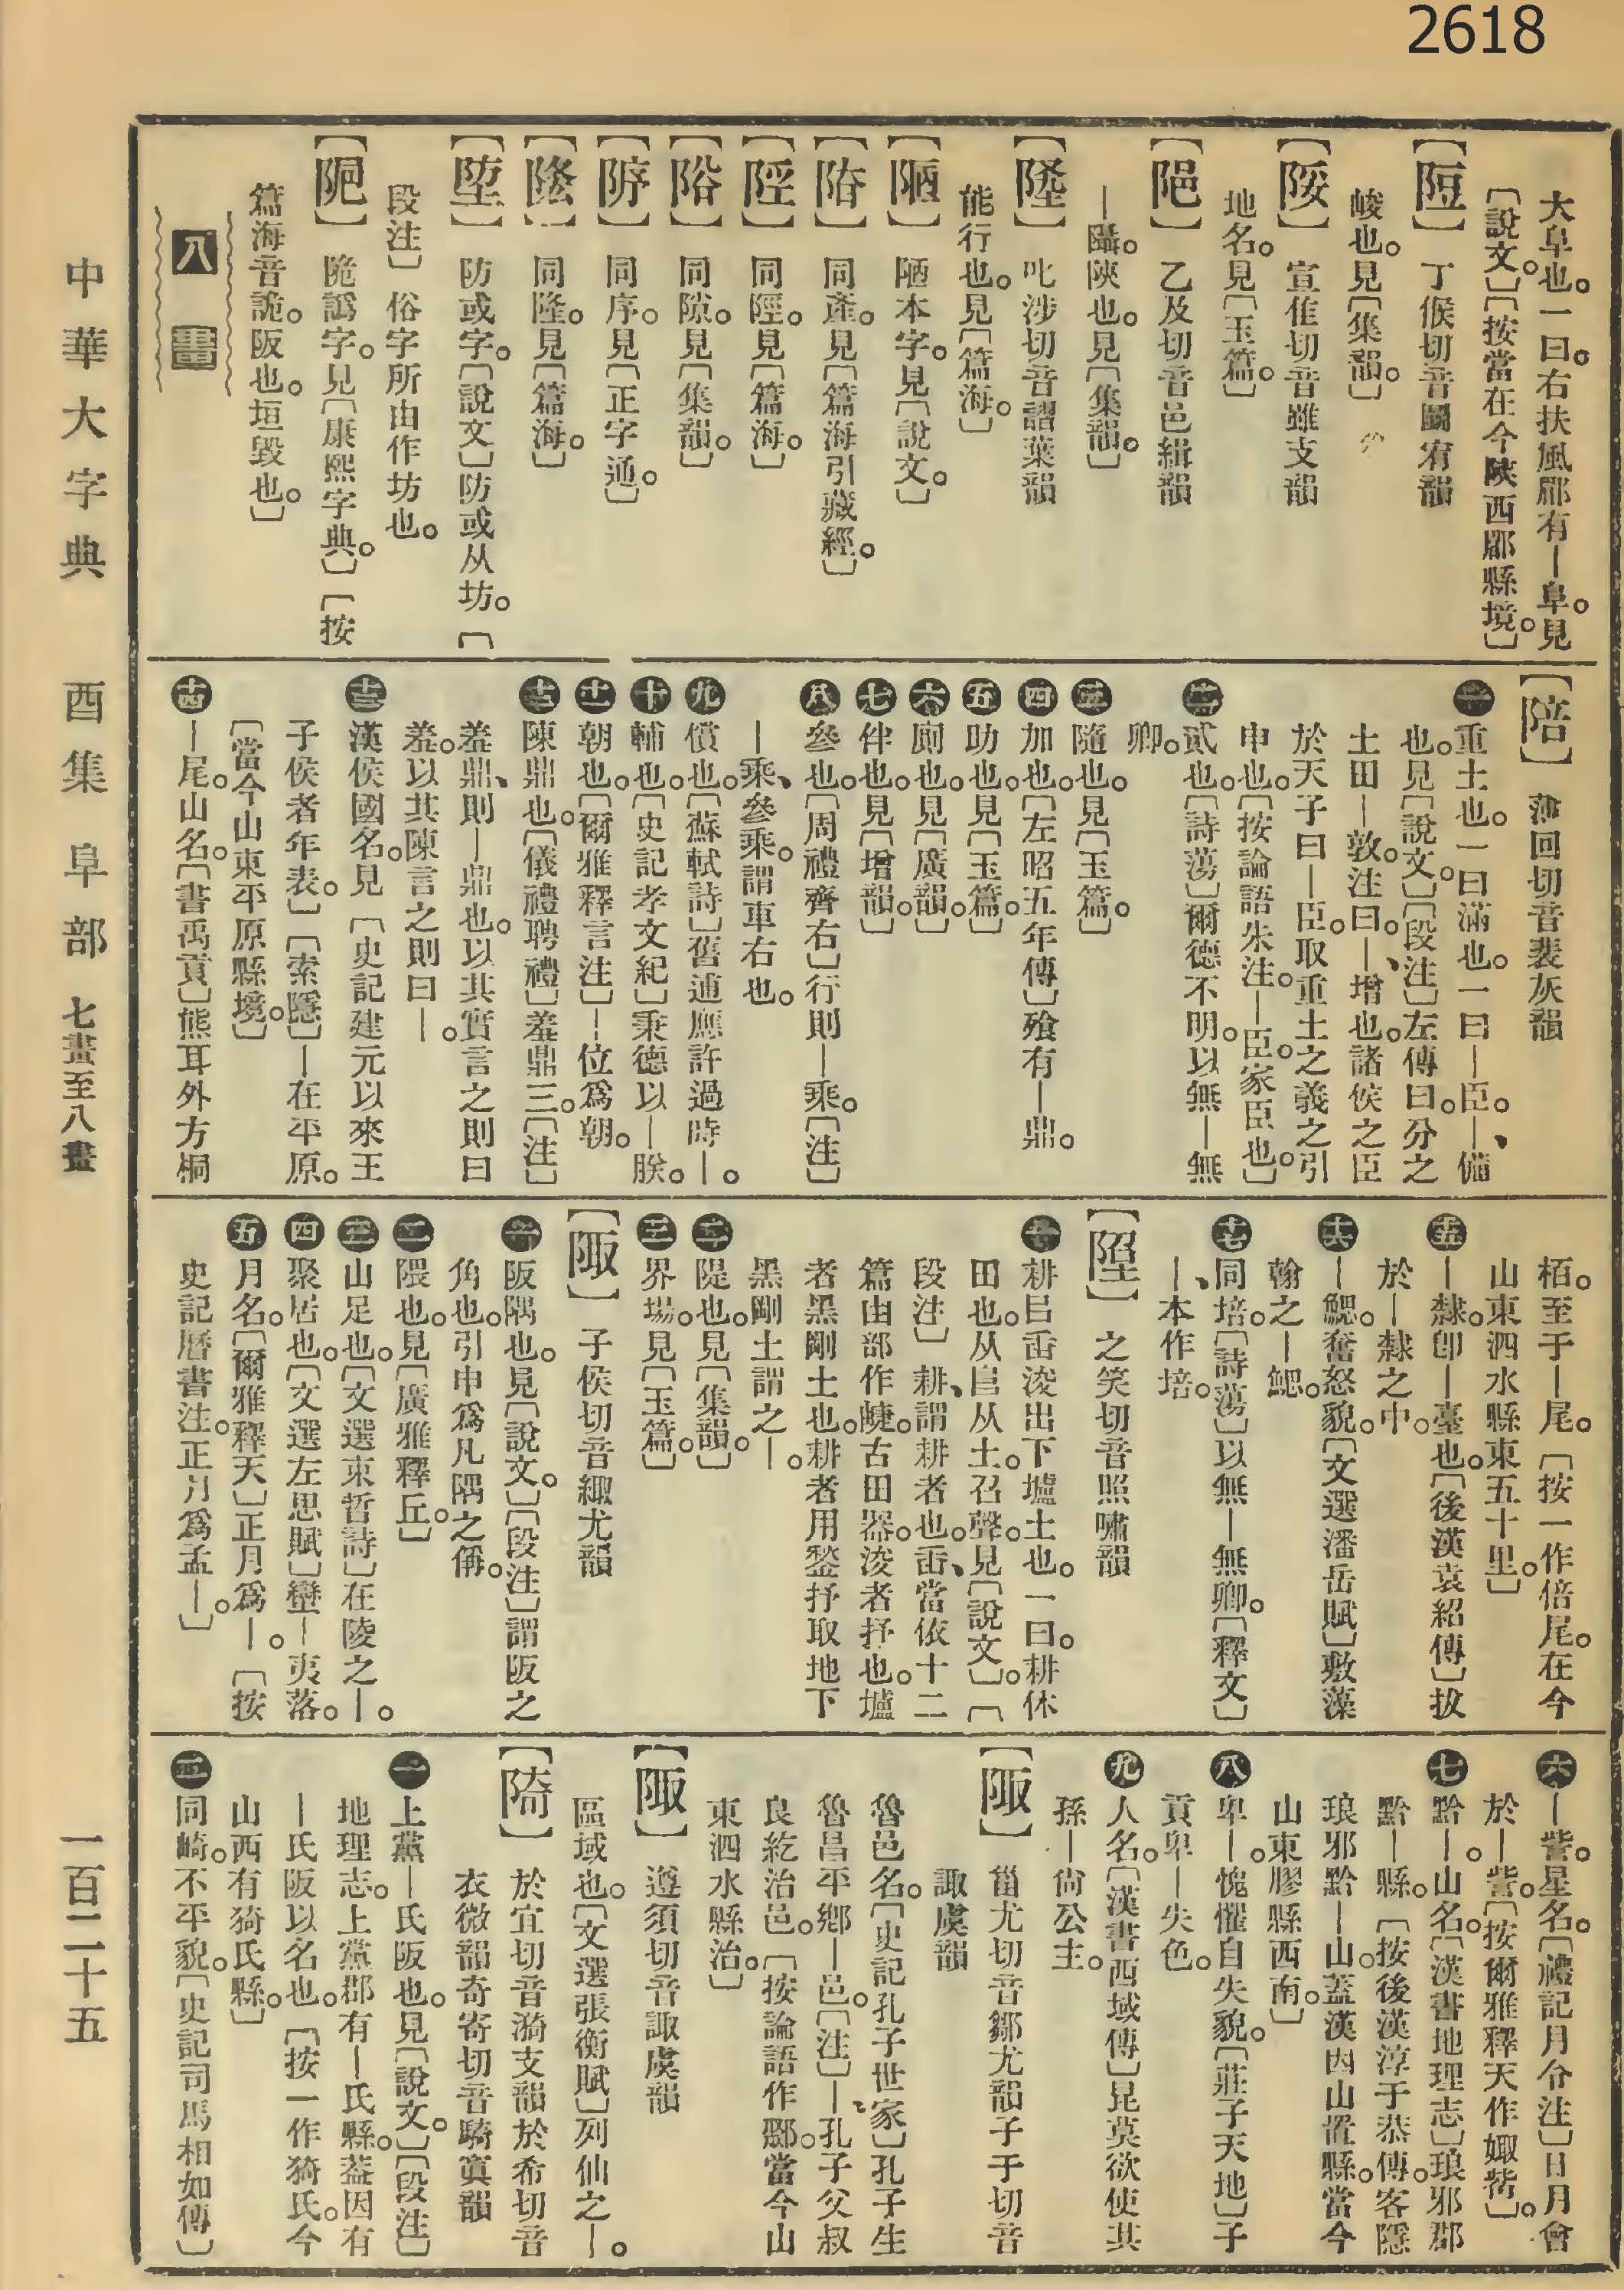 2618
大阜也。一曰。右扶風郿有—阜。見
〔說文。〕〔按當在今陝西郿縣境。〕
【䧁】丁候切音鬭宥韻
峻也。見〔集韻。〕
【䧌】宣隹切音雖支韻
地名。見〔玉篇。〕
【䧍】乙及切音邑緝韻
—𨻻。陝也。見〔集韻。〕
叱涉切音謵葉韻
能行也。見〔篇海。〕
陋本字。見〔說文。〕
同產。見〔篇海引藏經。〕
【陘】同陘。見〔篇海。〕
同隙。見〔集韻。〕
同序。見〔正字通。〕
同隆。見〔篇海。〕
防或字。〔說文〕防或从坊。〔
段注〕俗字所由作坊也。
陒譌字。見〔康熙字典。〕〔按
篇海音詭。阪也。垣毀也。〕
八畫
【陪】薄回切音裴灰韻
㊀重土也。一曰滿也。一曰—臣。—、備
也。見〔說文。〕〔段注〕左傳曰。分之
土田—敦。注曰。—、增也。諸侯之臣
於天子曰—臣。取重土之義之引
申也。〔按論語朱注。—臣。家臣也。〕
㊁貳也。〔詩蕩〕爾德不明。以無—無
卿。
㊂隨也。見〔玉篇。〕
㊃加也。〔左昭五年傳〕飧有—鼎。
㊄助也。見〔玉篇。〕
㊅廁也。見〔廣韻。〕
㊆伴也。見〔增韻。〕
㊇參也。〔周禮齊右〕行則—乘。〔注〕
—乘、參乘。謂車右也。
㊈償也。〔蘇軾詩〕舊逋應許過時—。
㊉輔也。〔史記孝文紀〕秉德以—朕。
十一朝也。〔爾雅釋言注〕—位爲朝。
十二陳鼎也。〔儀禮聘禮〕羞鼎三。〔注〕
羞鼎、則—鼎也。以其實言之則曰
羞。以其陳言之則曰—。
十三漢侯國名。見〔史記建元以來王
子侯者年表。〕〔索隱〕—在平原。
〔當今山東平原縣境。〕
十四—尾。山名。〔書禹貢〕熊耳外方桐
栢。至于—尾。〔按一作倍尾。在今
山東泗水縣東五十里。〕
十五—隸。卽—臺也。〔後漢袁紹傳〕拔
於—隸之中。
十六—鰓。奮怒貌。〔文選潘岳賦〕敷藻
翰之—鰓。
十七同培。〔詩蕩〕以無—無卿。〔釋文〕
—、本作培。
之笑切音照嘯韻
㊀耕㠯臿浚出下壚土也。一曰。耕休
田也。从𨸏从土。召聲。見〔說文〕。〔
段注〕耕、謂耕者也。臿、當依十二
篇由部作疀。古田器。浚者抒也。壚
者黑剛土也。耕者用鍫抒取地下
黑剛土謂之—。
㊁隄也。見〔集韻。〕
㊂界場。見〔玉篇。〕
【陬】子侯切音緅尤韻
㊀阪隅也。見〔說文。〕〔段注〕謂阪之
角也。引申爲凡隅之偁。
㊁隈也。見〔廣雅釋丘。〕
㊂山足也。〔文選束晳詩〕在陵之—。
㊃聚居也。〔文選左思賦〕蠻—夷落。
㊄月名。〔爾雅釋天〕正月爲—。〔按
史記曆書注。正月爲孟—。〕
㊅—訾。星名。〔禮記月令注〕日月會
於—訾。〔按爾雅釋天作娵觜〕。
㊆黔—。山名。〔漢書地理志〕琅邪郡
黔—縣。〔按後漢淳于恭傳。客隱
琅邪黔—山。蓋漢因山置縣。當今
山東膠縣西南。〕
㊇卑—。愧懼自失貌。〔莊子天地〕子
貢卑—失色。
㊈人名。〔漢書西域傳〕昆莫欲使其
孫—尚公主。
【陬】甾尤切音鄒尤韻子于切音
諏虞韻
魯邑名。〔史記孔子世家〕孔子生
魯昌平鄉—邑。〔注〕—、孔子父叔
良紇治邑。〔按論語作鄹。當今山
東泗水縣治。〕
【陬】遵須切音諏虞韻
區域也。〔文選張衡賦〕列仙之—。
【陭】於宜切音漪支韻於希切音
衣微韻奇寄切音騎寘韻
㊀上黨—氏阪也。見〔說文。〕〔段注〕
地理志。上黨郡有—氏縣。蓋因有
—氏阪以名也。〔按一作猗氏。今
山西有猗氏縣。〕
㊁同崎。不平貌。〔史記司馬相如傳〕
中華大字典 酉集 阜部 七畫至八畫 一百二十五